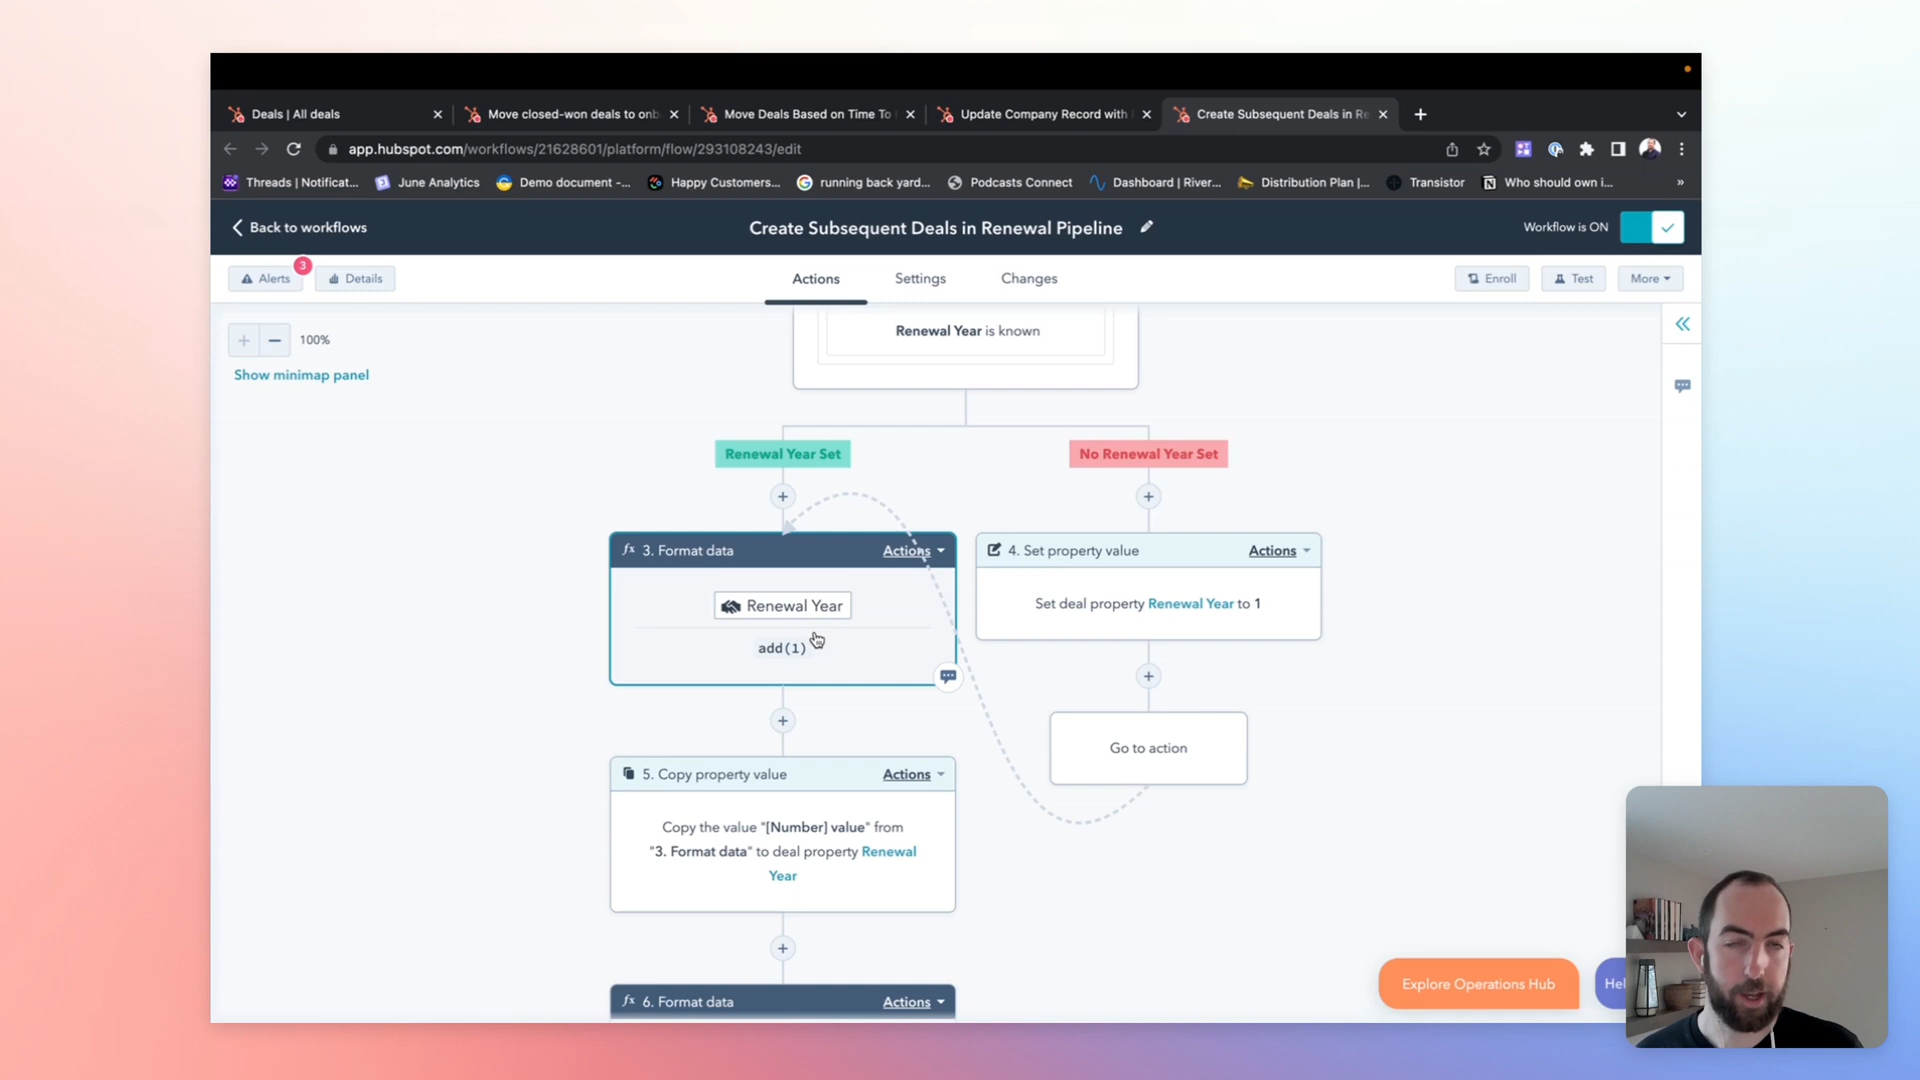 Deals | All deals
Move closed-won deals to onb
Move Deals Based on Time To
Update Company Record with
Create Subsequent Deals in Re
app.hubspot.com/workflows/21628601/platform/flow/293108243/edit
Threads | Notificat...
June Analytics
Demo document -...
Happy Customers...
running back yard...
Podcasts Connect
Dashboard | River...
Distribution Plan |...
Transistor
Who should own i...
»
Back to workflows
Create Subsequent Deals in Renewal Pipeline
Workflow is ON
Alerts
3
Details
Actions
Settings
Changes
Enroll
Test
More
100%
Show minimap panel
Renewal Year is known
Renewal Year Set
No Renewal Year Set
fx 3. Format data
Actions
Renewal Year
add(1)
4. Set property value
Actions
Set deal property Renewal Year to 1
Go to action
5. Copy property value
Actions
Copy the value "[Number] value" from
"3. Format data" to deal property Renewal
Year
fx 6. Format data
Actions
Explore Operations Hub
Hel